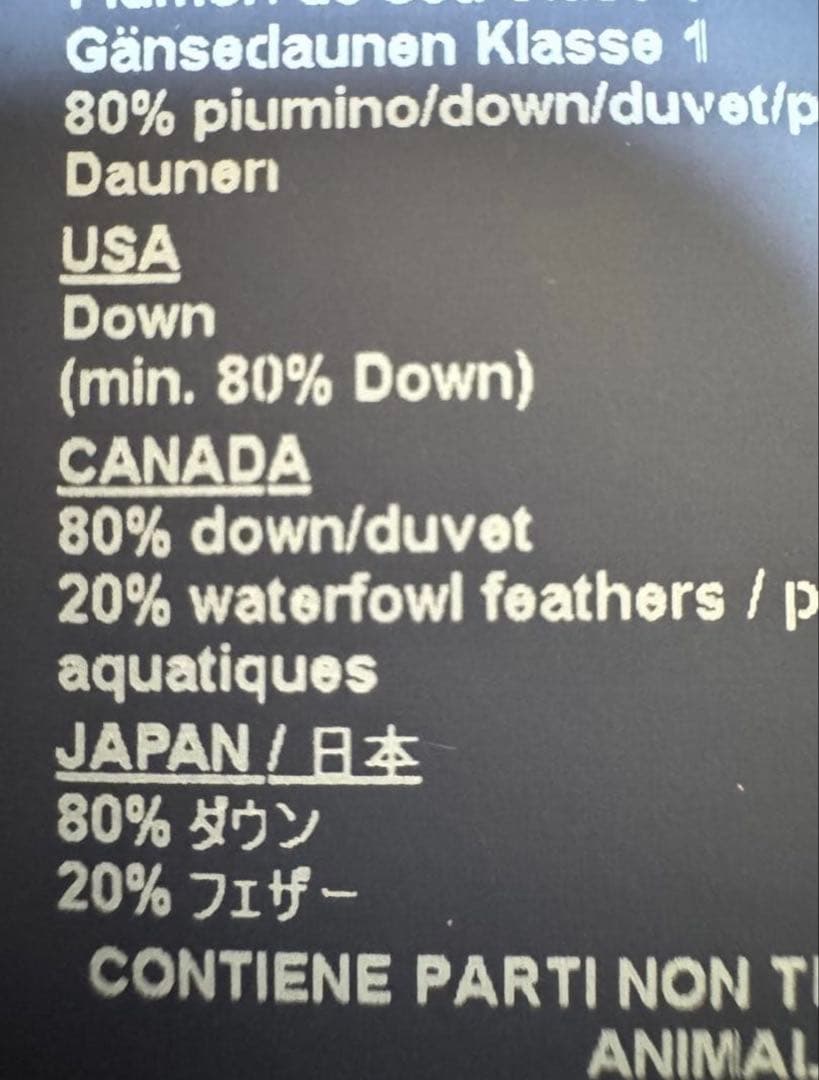 Gänsedaunen Klasse 1
80% piumino/down/duvet/p
Daunen
USA
Down
(min. 80% Down)
CANADA
80% down/duvet
20% waterfowl feathers / p
aquatiques
JAPAN / 日本
80% ダウン
20% フェザー
CONTIENE PARTI NON T
ANIMAL